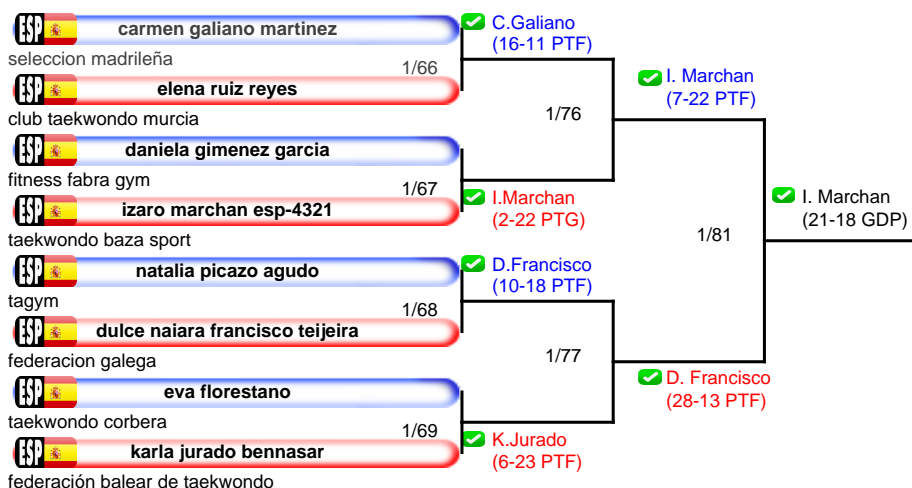 ESP carmen galiano martinez
seleccion madrileña
1/66
ESP elena ruiz reyes
club taekwondo murcia
C.Galiano
(16-11 PTF)
ESP daniela gimenez garcia
fitness fabra gym
1/67
ESP izaro marchan esp-4321
taekwondo baza sport
I.Marchan
(2-22 PTG)
1/76
I. Marchan
(7-22 PTF)
ESP natalia picazo agudo
tagym
1/68
ESP dulce naiara francisco teijeira
federacion galega
D.Francisco
(10-18 PTF)
ESP eva florestano
taekwondo corbera
1/69
ESP karla jurado bennasar
federación balear de taekwondo
K.Jurado
(6-23 PTF)
1/77
D. Francisco
(28-13 PTF)
1/81
I. Marchan
(21-18 GDP)